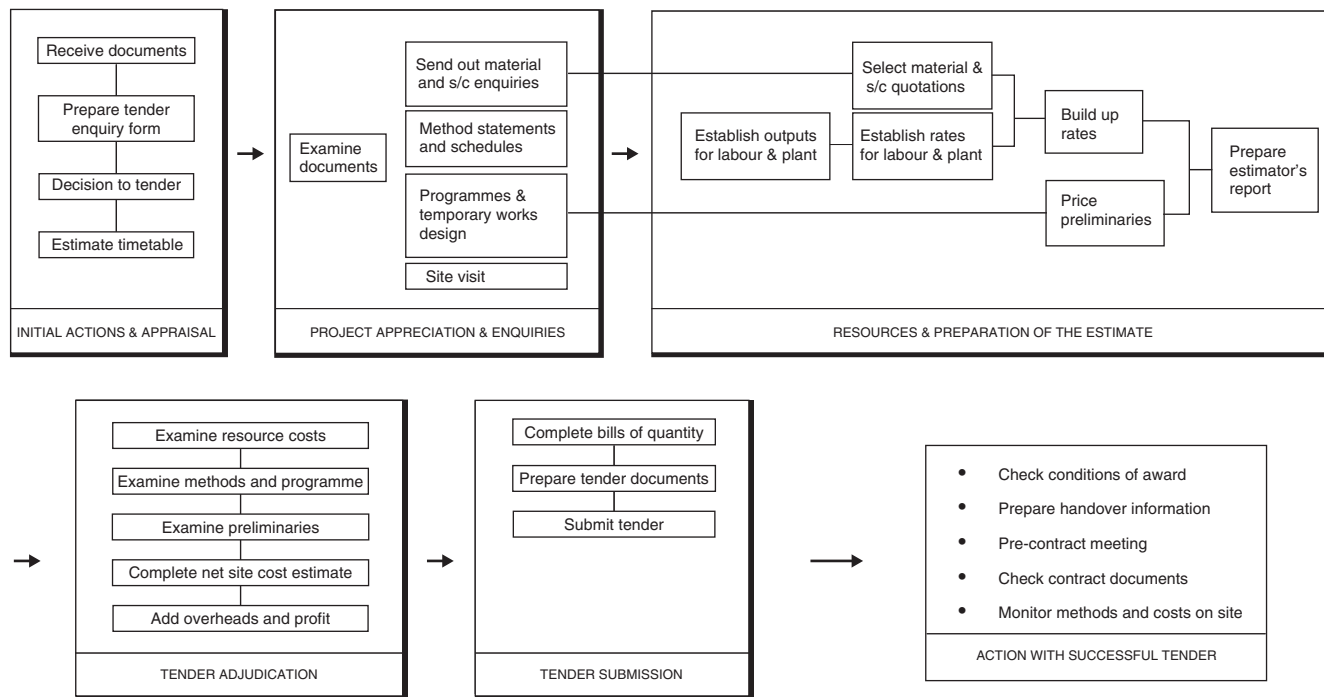 Receive documents
Prepare tender
enquiry form
Decision to tender
Estimate timetable
INITIAL ACTIONS & APPRAISAL
Examine
documents
Send out material
and s/c enquiries
Method statements
and schedules
Programmes &
temporary works
design
Site visit
PROJECT APPRECIATION & ENQUIRIES
Establish outputs
for labour & plant
Select material &
s/c quotations
Establish rates
for labour & plant
Build up
rates
Price
preliminaries
Prepare
estimator’s
report
RESOURCES & PREPARATION OF THE ESTIMATE
Examine resource costs
Examine methods and programme
Examine preliminaries
Complete net site cost estimate
Add overheads and profit
TENDER ADJUDICATION
Complete bills of quantity
Prepare tender documents
Submit tender
TENDER SUBMISSION
• Check conditions of award
• Prepare handover information
• Pre-contract meeting
• Check contract documents
• Monitor methods and costs on site
ACTION WITH SUCCESSFUL TENDER